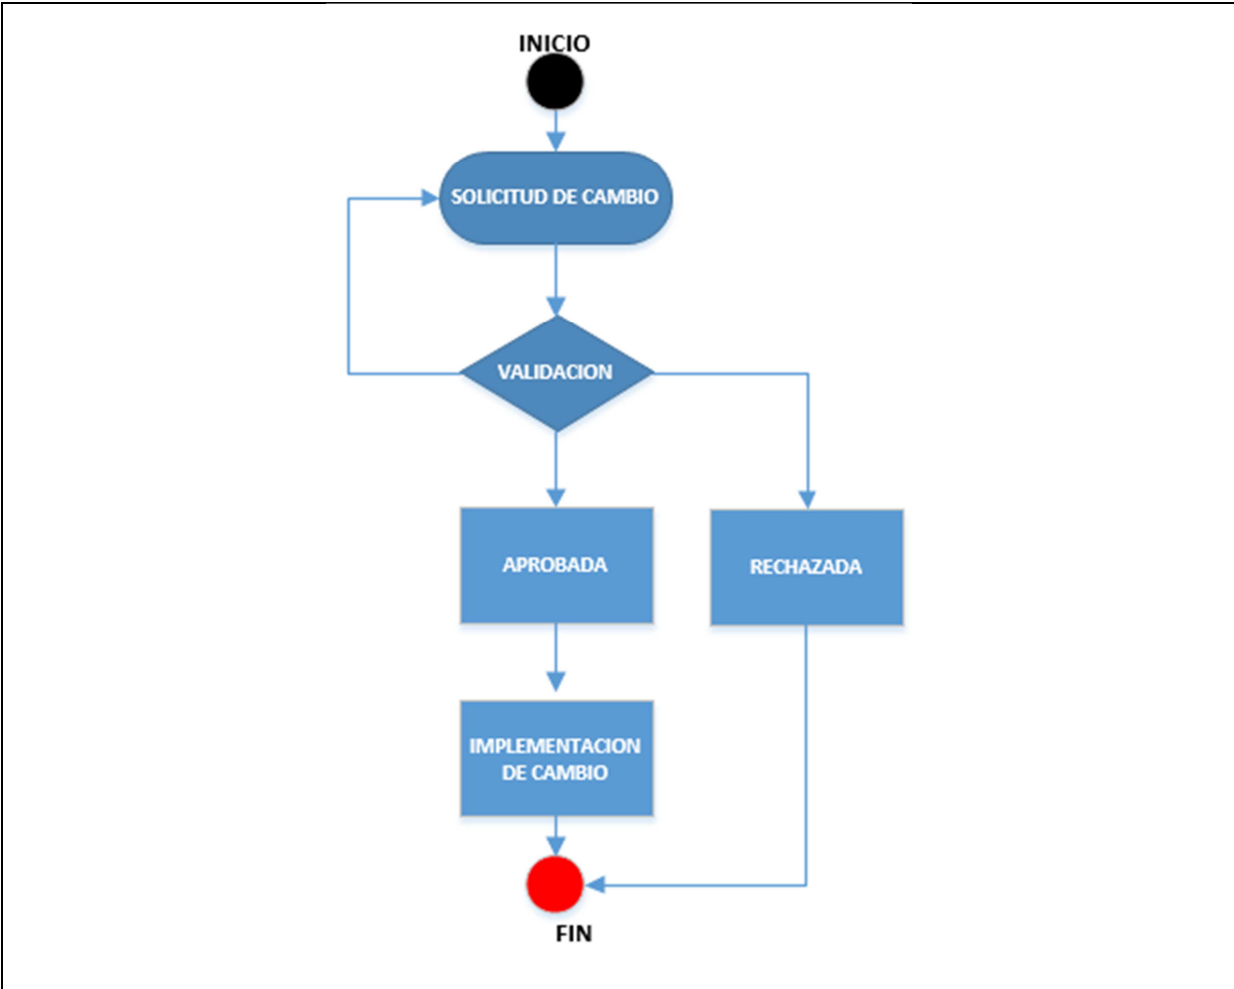 INICIO
SOLICITUD DE CAMBIO
VALIDACION
APROBADA
RECHAZADA
IMPLEMENTACION
DE CAMBIO
FIN